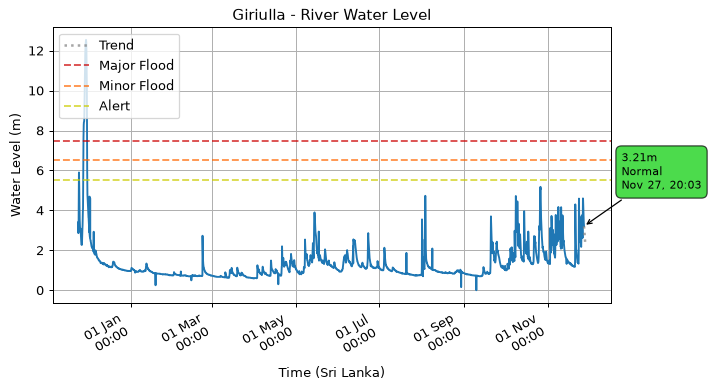 Giriulla - River Water Level
Trend
Major Flood
Minor Flood
Alert
12
10
8
6
4
2
0
Water Level (m)
3.21m
Normal
Nov 27, 20:03
01 Jan
00:00
01 Mar
00:00
01 May
00:00
01 Jul
00:00
01 Sep
00:00
01 Nov
00:00
Time (Sri Lanka)